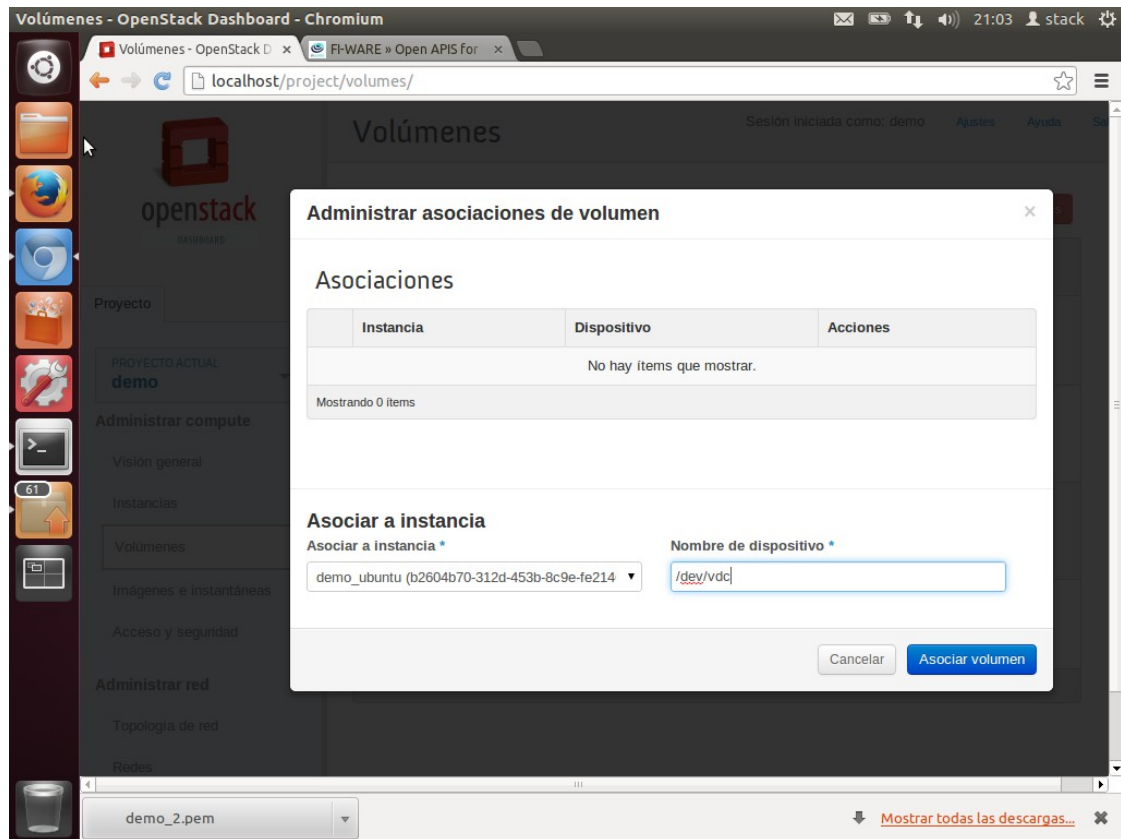 Volúmenes - OpenStack Dashboard - Chromium
21:03 stack
Volúmenes - OpenStack D
FI-WARE » Open APIS for
localhost/project/volumes/
openstack
DASHBOARD
Volúmenes
Sesión iniciada como: demo Ajustes Ayuda Sa
Proyecto
PROYECTO ACTUAL
demo
Administrar compute
Visión general
Instancias
Volúmenes
Imágenes e instantáneas
Acceso y seguridad
Administrar red
Topología de red
Redes
61
Administrar asociaciones de volumen
Asociaciones
Instancia Dispositivo Acciones
No hay ítems que mostrar.
Mostrando 0 items
Asociar a instancia
Asociar a instancia * Nombre de dispositivo *
demo_ubuntu (b2604b70-312d-453b-8c9e-fe214 /dev/vdc
Cancelar Asociar volumen
demo_2.pem
Mostrar todas las descargas...